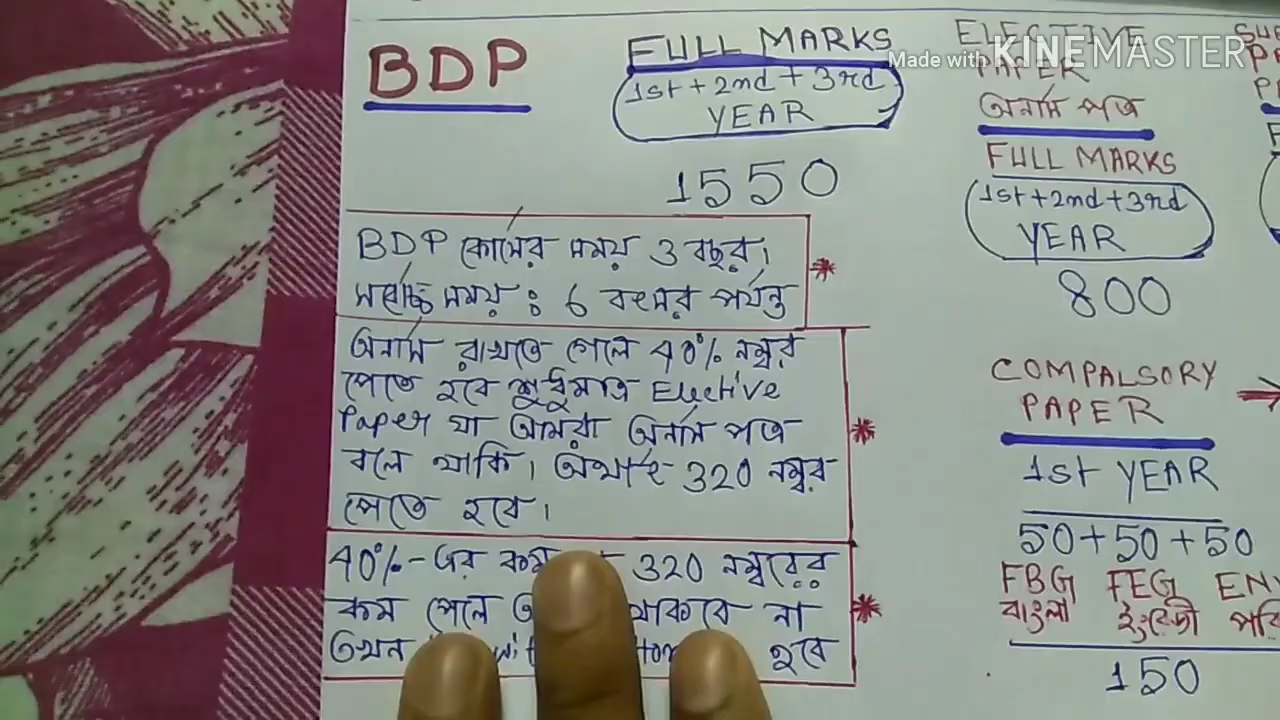 BDP
FULL MARKS
1st+2nd+3rd
YEAR
1550
BDP কোর্সের সময় 3 বছর।
সর্বোচ্চ সময় : 6 বৎসর পর্যন্ত
অনার্স রাখতে গেলে 40% নম্বর
পেতে হবে শুধুমাত্র Elective
Paper যা আমরা অনার্স পত্র
বলে থাকি। অর্থাৎ 320 নম্বর
পেতে হবে।
40%-এর কম 320 নম্বরের
কম পেলে থাকবে না
তখন হবে
Made with KINEMASTER
ELECTIVE
PAPER
অনার্স পত্র
FULL MARKS
1st+2nd+3rd
YEAR
800
COMPALSORY
PAPER
1st YEAR
50+50+50
FBG FEG
বাংলা ইংরেজী
150